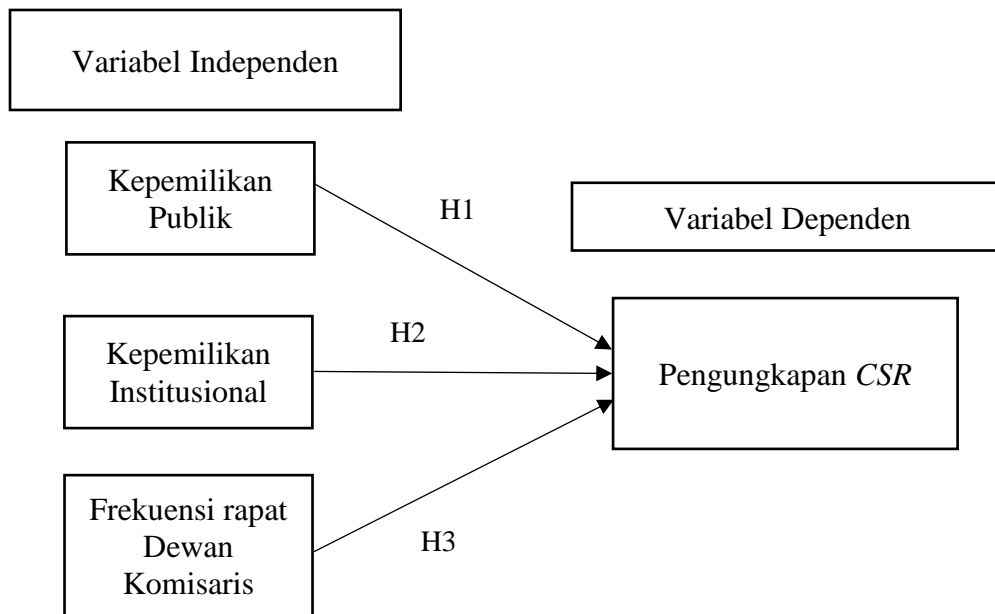 Variabel Independen
Kepemilikan
Publik
H1
Variabel Dependen
Kepemilikan
Institusional
H2
Pengungkapan CSR
Frekuensi rapat
Dewan
Komisaris
H3